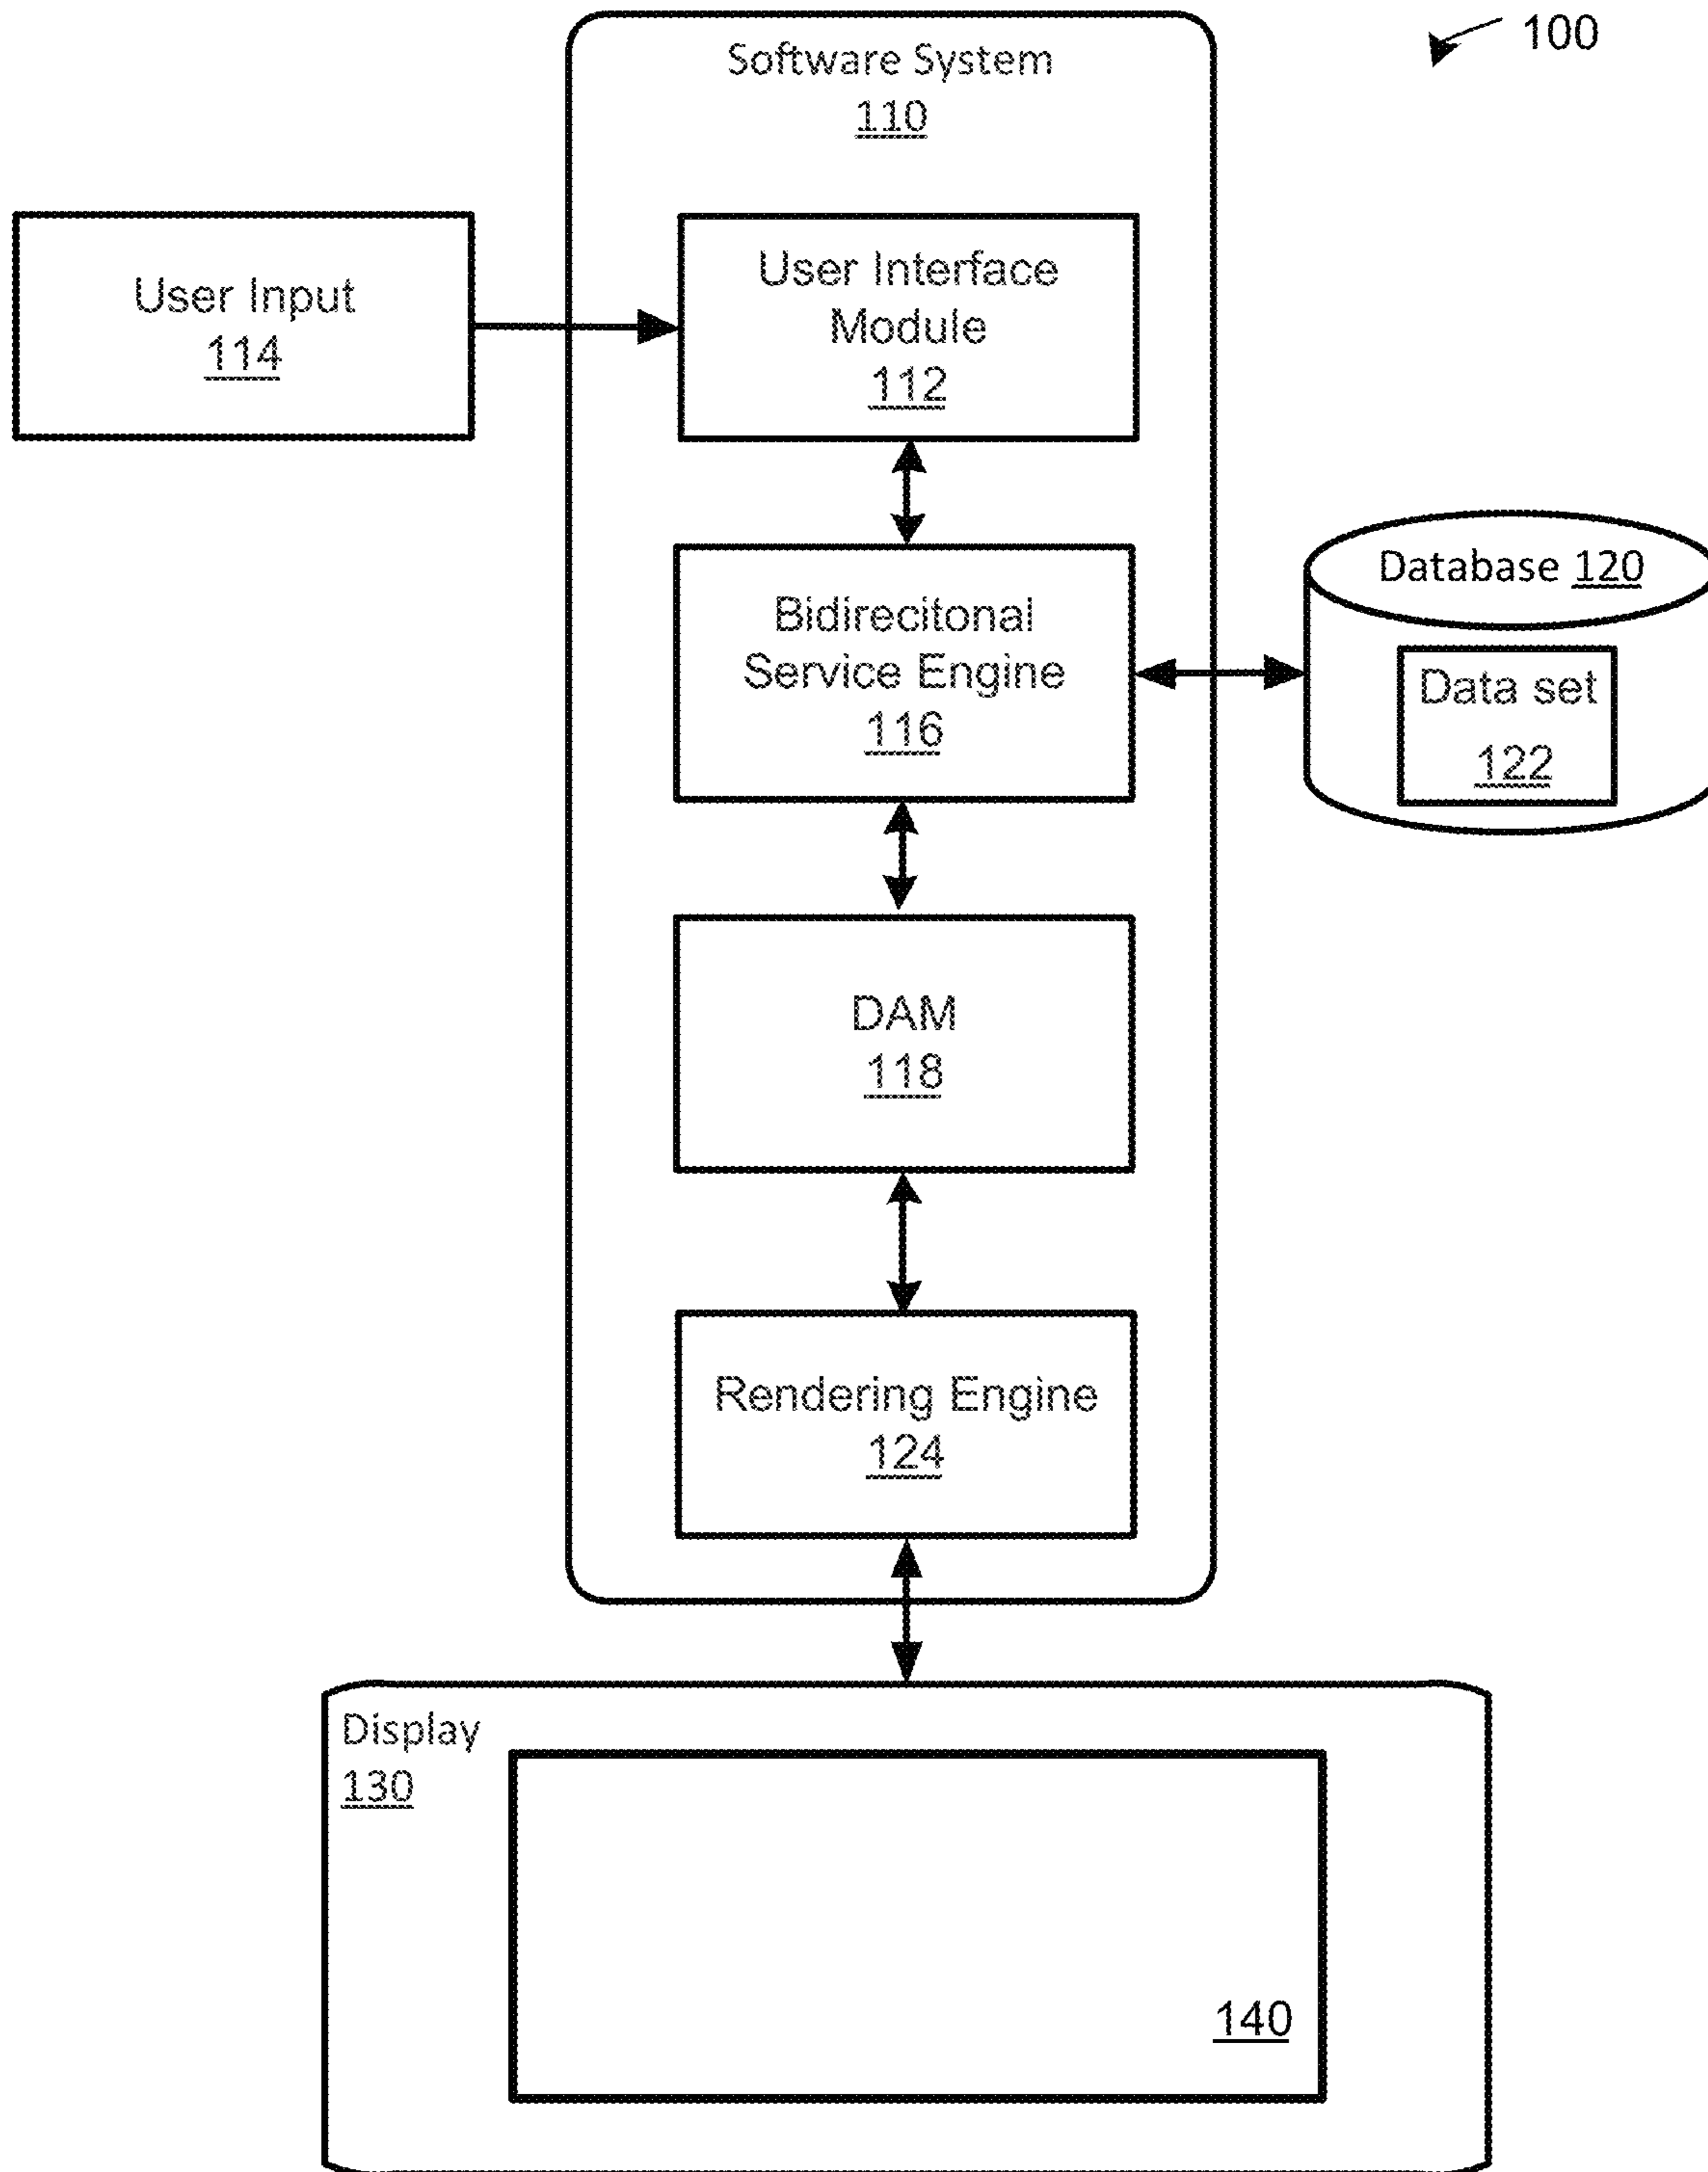 100
Software System
110
User Input
114
User Interface
Module
112
Bidirecitonal
Service Engine
116
Database 120
Data set
122
DAM
118
Rendering Engine
124
Display
130
140